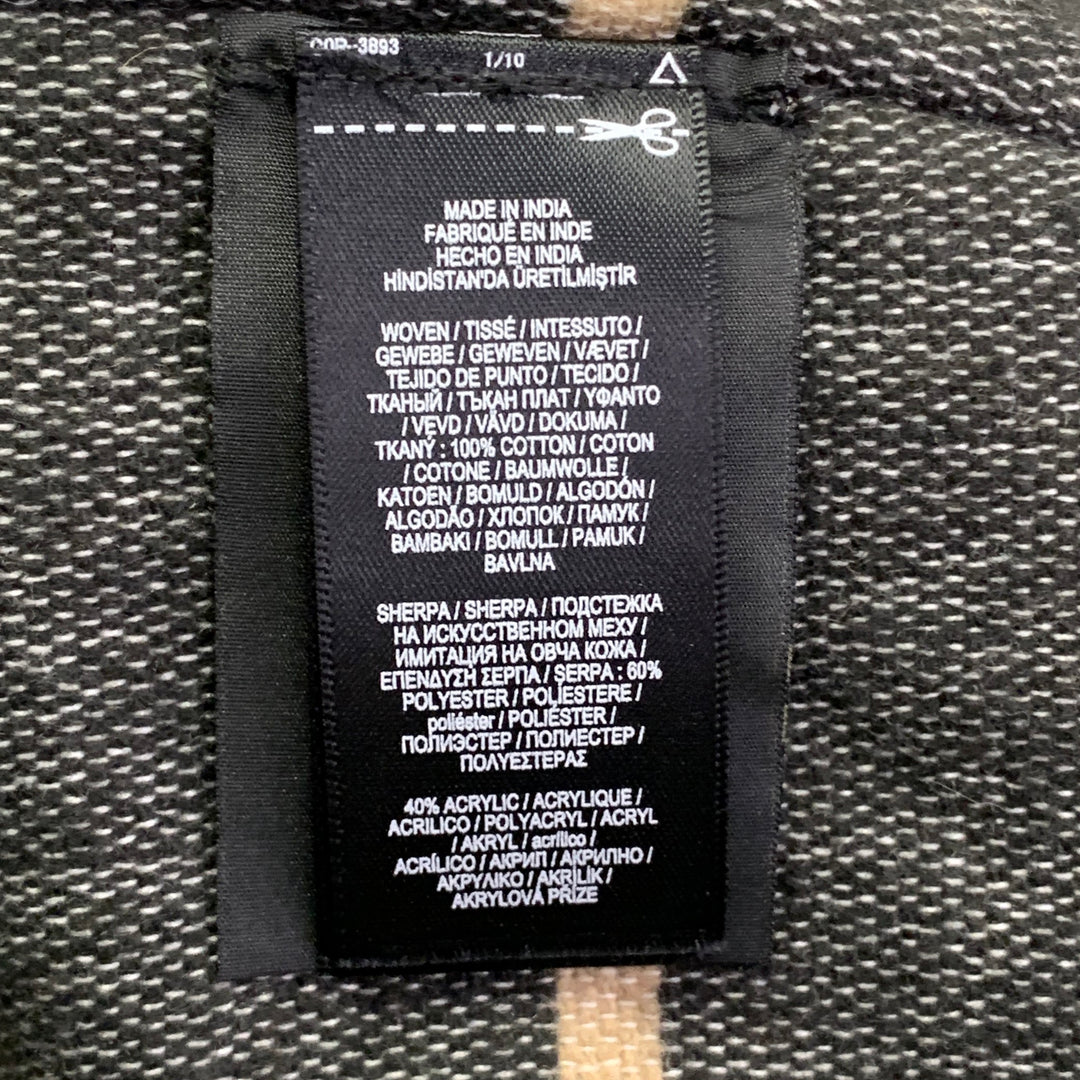 3893
1/10
MADE IN INDIA
FABRIQUÉ EN INDE
HECHO EN INDIA
HİNDİSTAN'DA ÜRETİLMİŞTİR
WOVEN / TISSÉ / INTESSUTO /
GEWEBE / GEWEVEN / VÆVET /
TEJIDO DE PUNTO / TECIDO /
ТКАНЫЙ / ТЪКАН ПЛАТ / ΥΦΑΝΤΟ
/ VEVD / VÄVD / DOKUMA /
TKANÝ : 100% COTTON / COTON
/ COTONE / BAUMWOLLE /
KATOEN / BOMULD / ALGODÓN /
ALGODÃO / ХЛОПОК / ПАМУК /
BAMBAKI / BOMULL / PAMUK /
BAVLNA
SHERPA / SHERPA / ПОДСТЕЖКА
НА ИСКУССТВЕННОМ МЕХУ /
ИМИТАЦИЯ НА ОВЧА КОЖА /
ΕΠΕΝΔΥΣΗ ΣΕΡΠΑ / ŞERPA : 60%
POLYESTER / POLIESTERE /
poliéster / POLIÉSTER /
ПОЛИЭСТЕР / ПОЛИЕСТЕР /
ΠΟΛΥΕΣΤΕΡΑΣ
40% ACRYLIC / ACRYLIQUE /
ACRILICO / POLYACRYL / ACRYL
/ AKRYL / acrílico /
ACRÍLICO / АКРИЛ / АКРИЛНО /
ΑΚΡΥΛΙΚΟ / AKRİLİK /
AKRYLOVÁ PŘÍZE